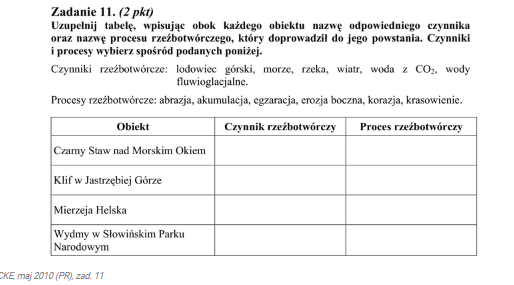 Zadanie 11. (2 pkt)
Uzupełnij tabelę, wpisując obok każdego obiektu nazwę odpowiedniego czynnika
oraz nazwę procesu rzeźbotwórczego, który doprowadził do jego powstania. Czynniki
i procesy wybierz spośród podanych poniżej.
Czynniki rzeźbotwórcze: lodowiec górski, morze, rzeka, wiatr, woda z CO₂, wody
fluwioglacjalne.
Procesy rzeźbotwórcze: abrazja, akumulacja, egzaracja, erozja boczna, korazja, krasowienie.
Obiekt Czynnik rzeźbotwórczy Proces rzeźbotwórczy
Czarny Staw nad Morskim Okiem
Klif w Jastrzębiej Górze
Mierzeja Helska
Wydmy w Słowińskim Parku
Narodowym
CKE, maj 2010 (PR), zad. 11